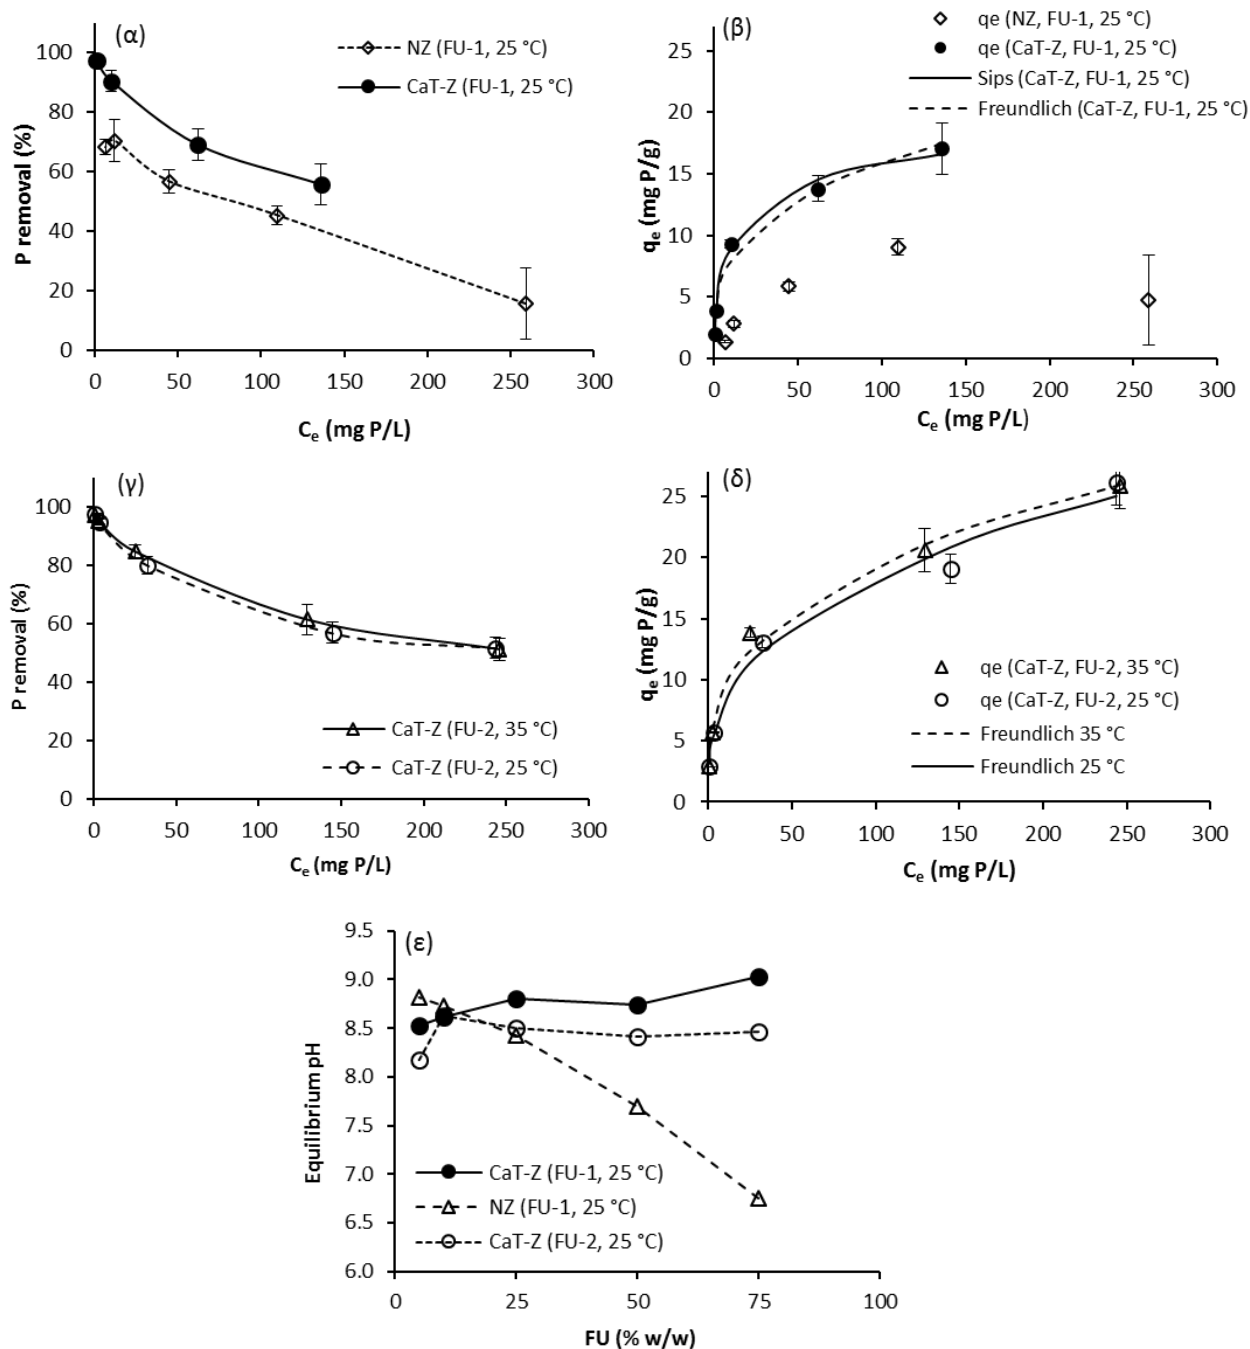 (α)
NZ (FU-1, 25 °C)
CaT-Z (FU-1, 25 °C)
P removal (%)
100
80
60
40
20
0
0 50 100 150 200 250 300
Cₑ (mg P/L)
(β)
qe (NZ, FU-1, 25 °C)
qe (CaT-Z, FU-1, 25 °C)
Sips (CaT-Z, FU-1, 25 °C)
Freundlich (CaT-Z, FU-1, 25 °C)
qₑ (mg P/g)
25
20
15
10
5
0
0 50 100 150 200 250 300
Cₑ (mg P/L)
(γ)
P removal (%)
100
80
60
40
20
0
CaT-Z (FU-2, 35 °C)
CaT-Z (FU-2, 25 °C)
0 50 100 150 200 250 300
Cₑ (mg P/L)
(δ)
qₑ (mg P/g)
25
20
15
10
5
0
qe (CaT-Z, FU-2, 35 °C)
qe (CaT-Z, FU-2, 25 °C)
Freundlich 35 °C
Freundlich 25 °C
0 50 100 150 200 250 300
Cₑ (mg P/L)
(ε)
Equilibrium pH
9.5
9.0
8.5
8.0
7.5
7.0
6.5
6.0
CaT-Z (FU-1, 25 °C)
NZ (FU-1, 25 °C)
CaT-Z (FU-2, 25 °C)
0 25 50 75 100
FU (% w/w)